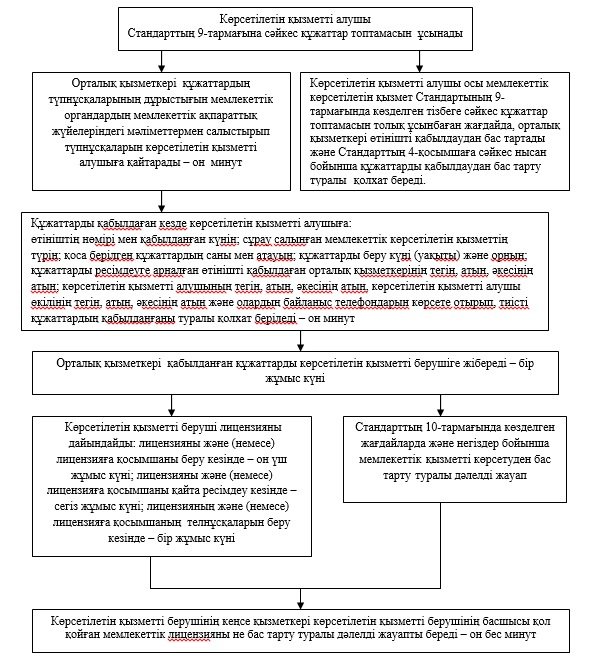 Көрсетілетін қызметті алушы
Стандарттың 9-тармағына сәйкес құжаттар топтамасын ұсынады
Орталық қызметкері құжаттардың
түпнұсқаларының дұрыстығын мемлекеттік
органдардың мемлекеттік ақпараттық
жүйелеріндегі мәліметтермен салыстырып
түпнұсқаларын көрсетілетін қызметті
алушыға қайтарады – он минут
Көрсетілетін қызметті алушы осы мемлекеттік
көрсетілетін қызмет Стандартының 9-
тармағында көзделген тізбеге сәйкес құжаттар
топтамасын толық ұсынбаған жағдайда, орталық
қызметкері өтінішті қабылдаудан бас тартады
және Стандарттың 4-қосымшаға сәйкес нысан
бойынша құжаттарды қабылдаудан бас тарту
туралы қолхат береді.
Құжаттарды қабылдаған кезде көрсетілетін қызметті алушыға:
өтініштің нөмірі мен қабылданған күнін; сұрау салынған мемлекеттік көрсетілетін қызметтің
түрін; қоса берілген құжаттардың саны мен атауын; құжаттарды беру күні (уақыты) және орнын;
құжаттарды ресімдеуге арналған өтінішті қабылдаған орталық қызметкерінің тегін, атын, әкесінің
атын; көрсетілетін қызметті алушының тегін, атын, әкесінің атын, көрсетілетін қызметті алушы
өкілінің тегін, атын, әкесінің атын және олардың байланыс телефондарын көрсете отырып, тиісті
құжаттардың қабылданғаны туралы қолхат беріледі – он минут
Орталық қызметкері қабылданған құжаттарды көрсетілетін қызметті берушіге жібереді – бір
жұмыс күні
Көрсетілетін қызметті беруші лицензияны
дайындайды: лицензияны және (немесе)
лицензияға қосымшаны беру кезінде – он үш
жұмыс күні; лицензияны және (немесе)
лицензияға қосымшаны қайта ресімдеу кезінде –
сегіз жұмыс күні; лицензияның және (немесе)
лицензияға қосымшаның телнұсқаларын беру
кезінде – бір жұмыс күні
Стандарттың 10-тармағында көзделген
жағдайларда және негіздер бойынша
мемлекеттік қызметті көрсетуден бас
тарту туралы дәлелді жауап
Көрсетілетін қызметті берушінің кеңсе қызметкері көрсетілетін қызметті берушінің басшысы қол
қойған мемлекеттік лицензияны не бас тарту туралы дәлелді жауапты береді – он бес минут